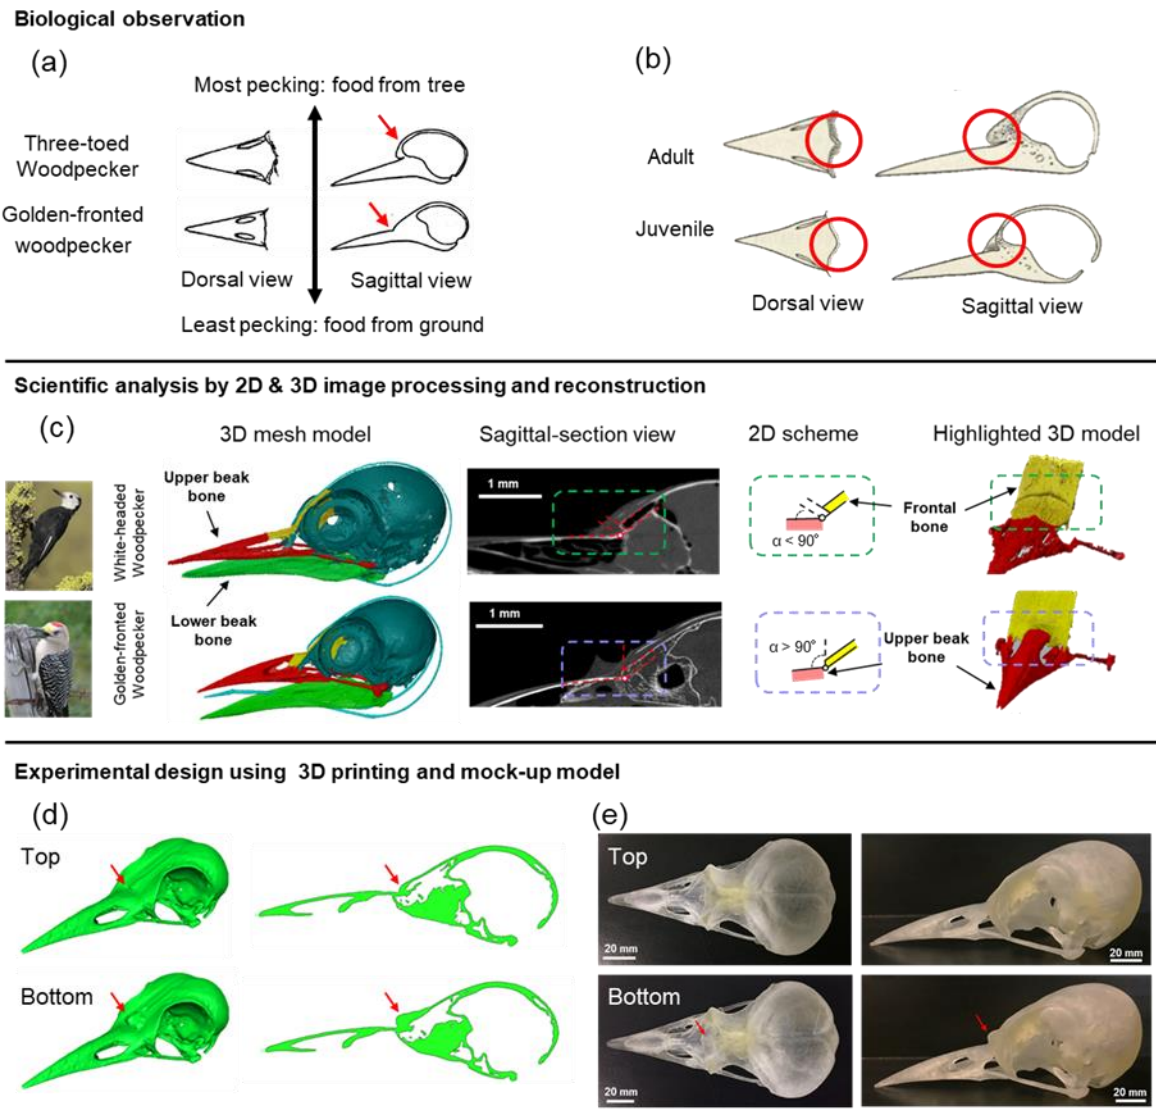 Biological observation
(a)
Most pecking: food from tree
Three-toed
Woodpecker
Golden-fronted
woodpecker
Dorsal view
Sagittal view
Least pecking: food from ground
(b)
Adult
Juvenile
Dorsal view
Sagittal view
Scientific analysis by 2D & 3D image processing and reconstruction
(c)
3D mesh model
Sagittal-section view
2D scheme
Highlighted 3D model
White-headed
Woodpecker
Upper beak
bone
1 mm
α < 90°
Frontal
bone
Golden-fronted
Woodpecker
Lower beak
bone
1 mm
α > 90°
Upper beak
bone
Experimental design using 3D printing and mock-up model
(d)
Top
Bottom
(e)
Top
20 mm
20 mm
Bottom
20 mm
20 mm